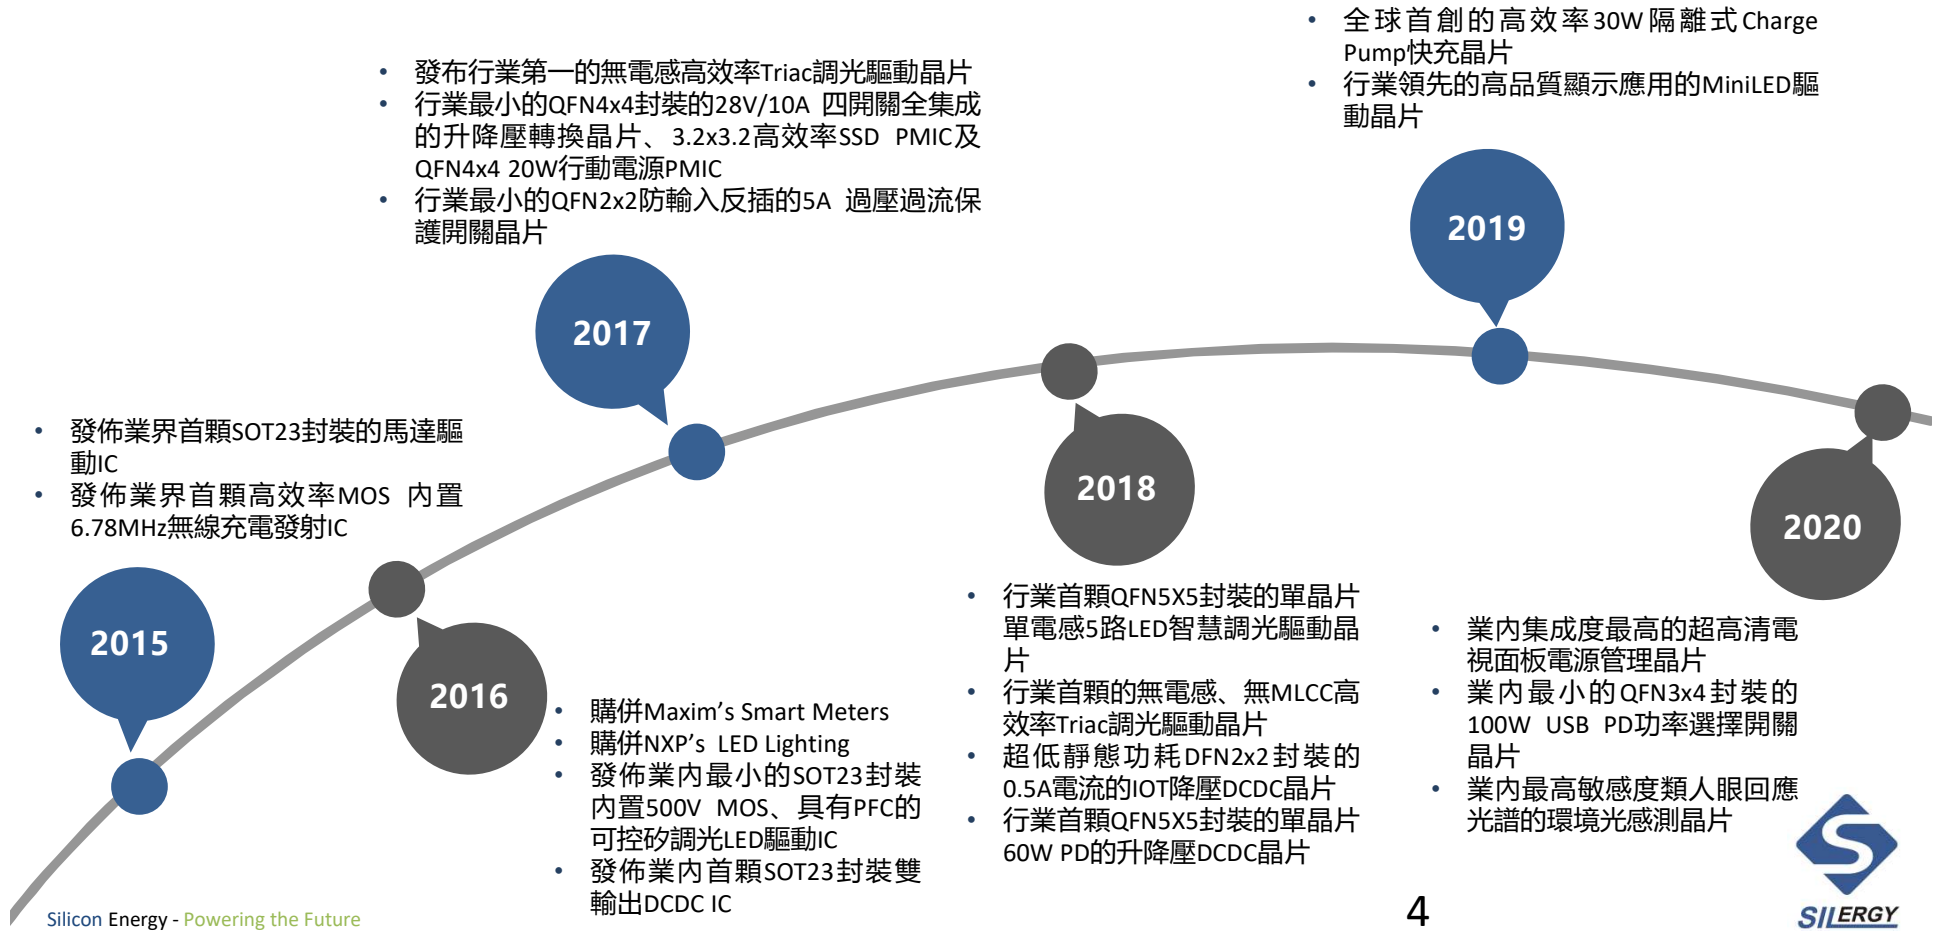 • 發佈業界首顆SOT23封裝的馬達驅
動IC
• 發佈業界首顆高效率MOS 內置
6.78MHz無線充電發射IC
2015
2016
• 購併Maxim's Smart Meters
• 購併NXP's LED Lighting
• 發佈業內最小的SOT23封裝
內置500V MOS、具有PFC的
可控矽調光LED驅動IC
• 發佈業內首顆SOT23封裝雙
輸出DCDC IC
• 發布行業第一的無電感高效率Triac調光驅動晶片
• 行業最小的QFN4x4封裝的28V/10A 四開關全集成
的升降壓轉換晶片、3.2x3.2高效率SSD PMIC及
QFN4x4 20W行動電源PMIC
• 行業最小的QFN2x2防輸入反插的5A 過壓過流保
護開關晶片
2017
2018
• 行業首顆QFN5X5封裝的單晶片
單電感5路LED智慧調光驅動晶
片
• 行業首顆的無電感、無MLCC高
效率Triac調光驅動晶片
• 超低靜態功耗DFN2x2封裝的
0.5A電流的IOT降壓DCDC晶片
• 行業首顆QFN5X5封裝的單晶片
60W PD的升降壓DCDC晶片
• 全球首創的高效率30W隔離式Charge
Pump快充晶片
• 行業領先的高品質顯示應用的MiniLED驅
動晶片
2019
2020
• 業內集成度最高的超高清電
視面板電源管理晶片
• 業內最小的QFN3x4封裝的
100W USB PD功率選擇開關
晶片
• 業內最高敏感度類人眼回應
光譜的環境光感測晶片
Silicon Energy - Powering the Future
4
SILERGY